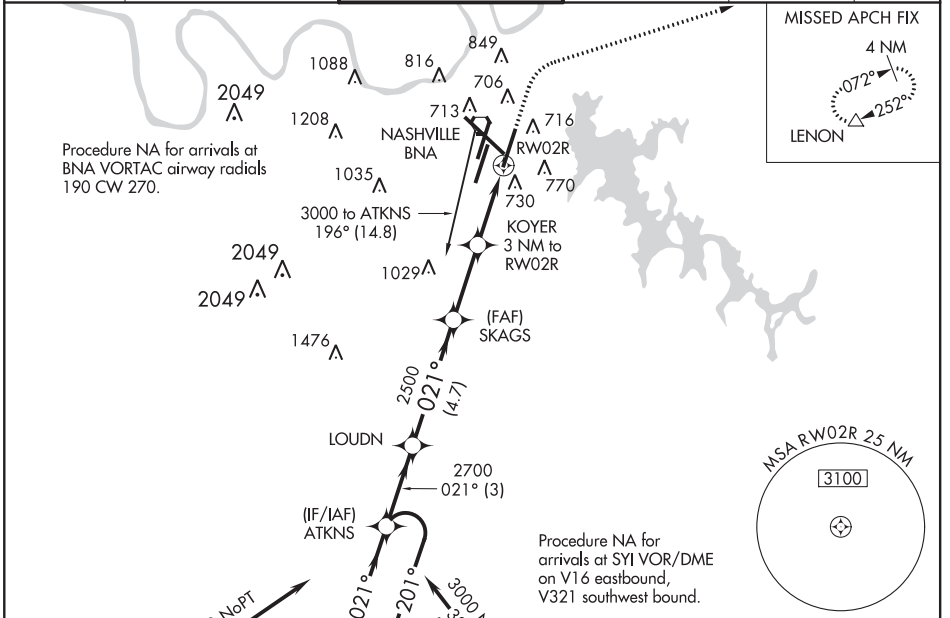 MISSED APCH FIX
4 NM
072°
252°
LENON
849
1088
816
706
2049
713
716
1208
NASHVILLE
BNA
RW02R
Procedure NA for arrivals at
BNA VORTAC airway radials
190 CW 270.
1035
770
730
3000 to ATKNS
196° (14.8)
KOYER
3 NM to
RW02R
2049
1029
2049
(FAF)
SKAGS
1476
2500
021°
(4.7)
LOUDN
2700
021° (3)
(IF/IAF)
ATKNS
MSA RW02R 25 NM
3100
Procedure NA for
arrivals at SYI VOR/DME
on V16 eastbound,
V321 southwest bound.
NoPT
021°
201°
3000